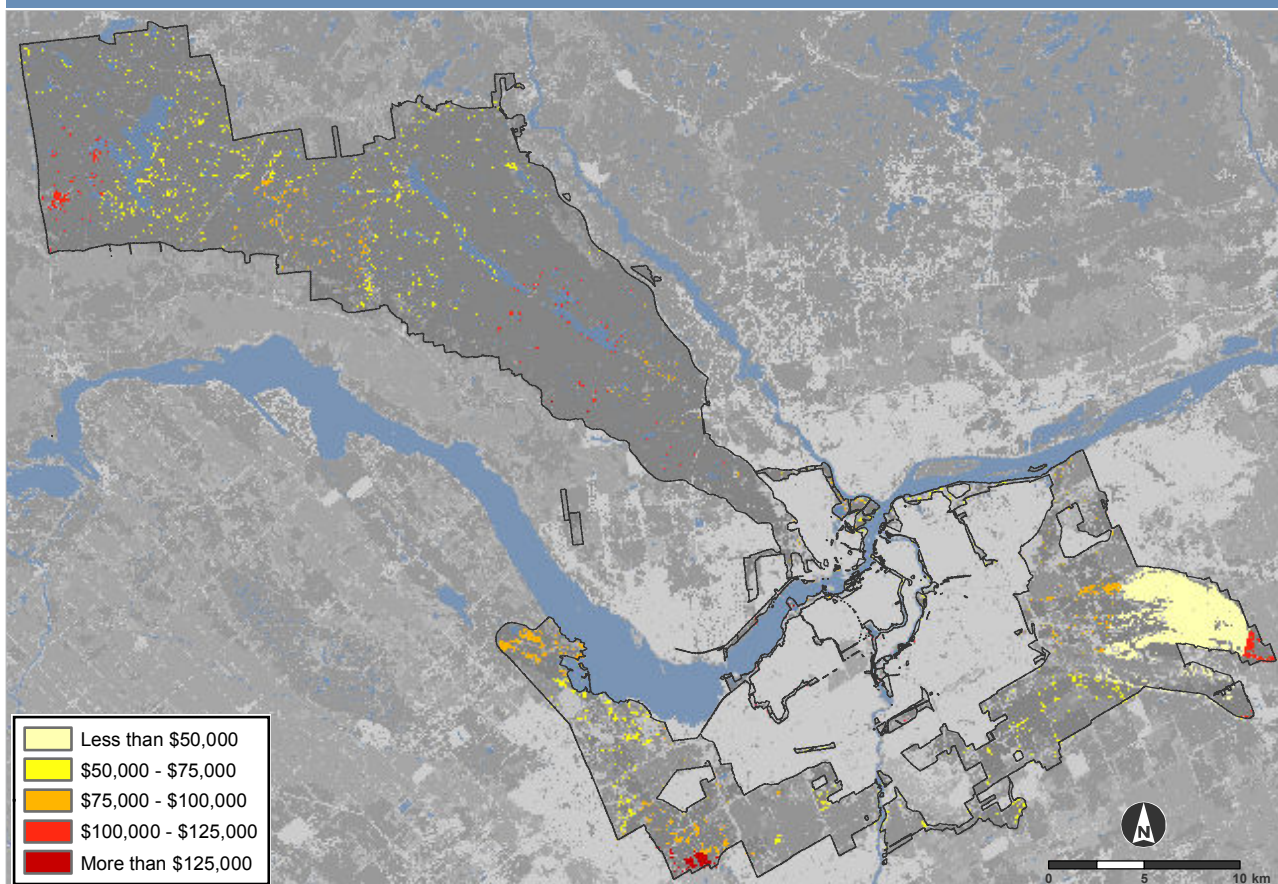 Less than $50,000
$50,000 - $75,000
$75,000 - $100,000
$100,000 - $125,000
More than $125,000
N
0 5 10 km